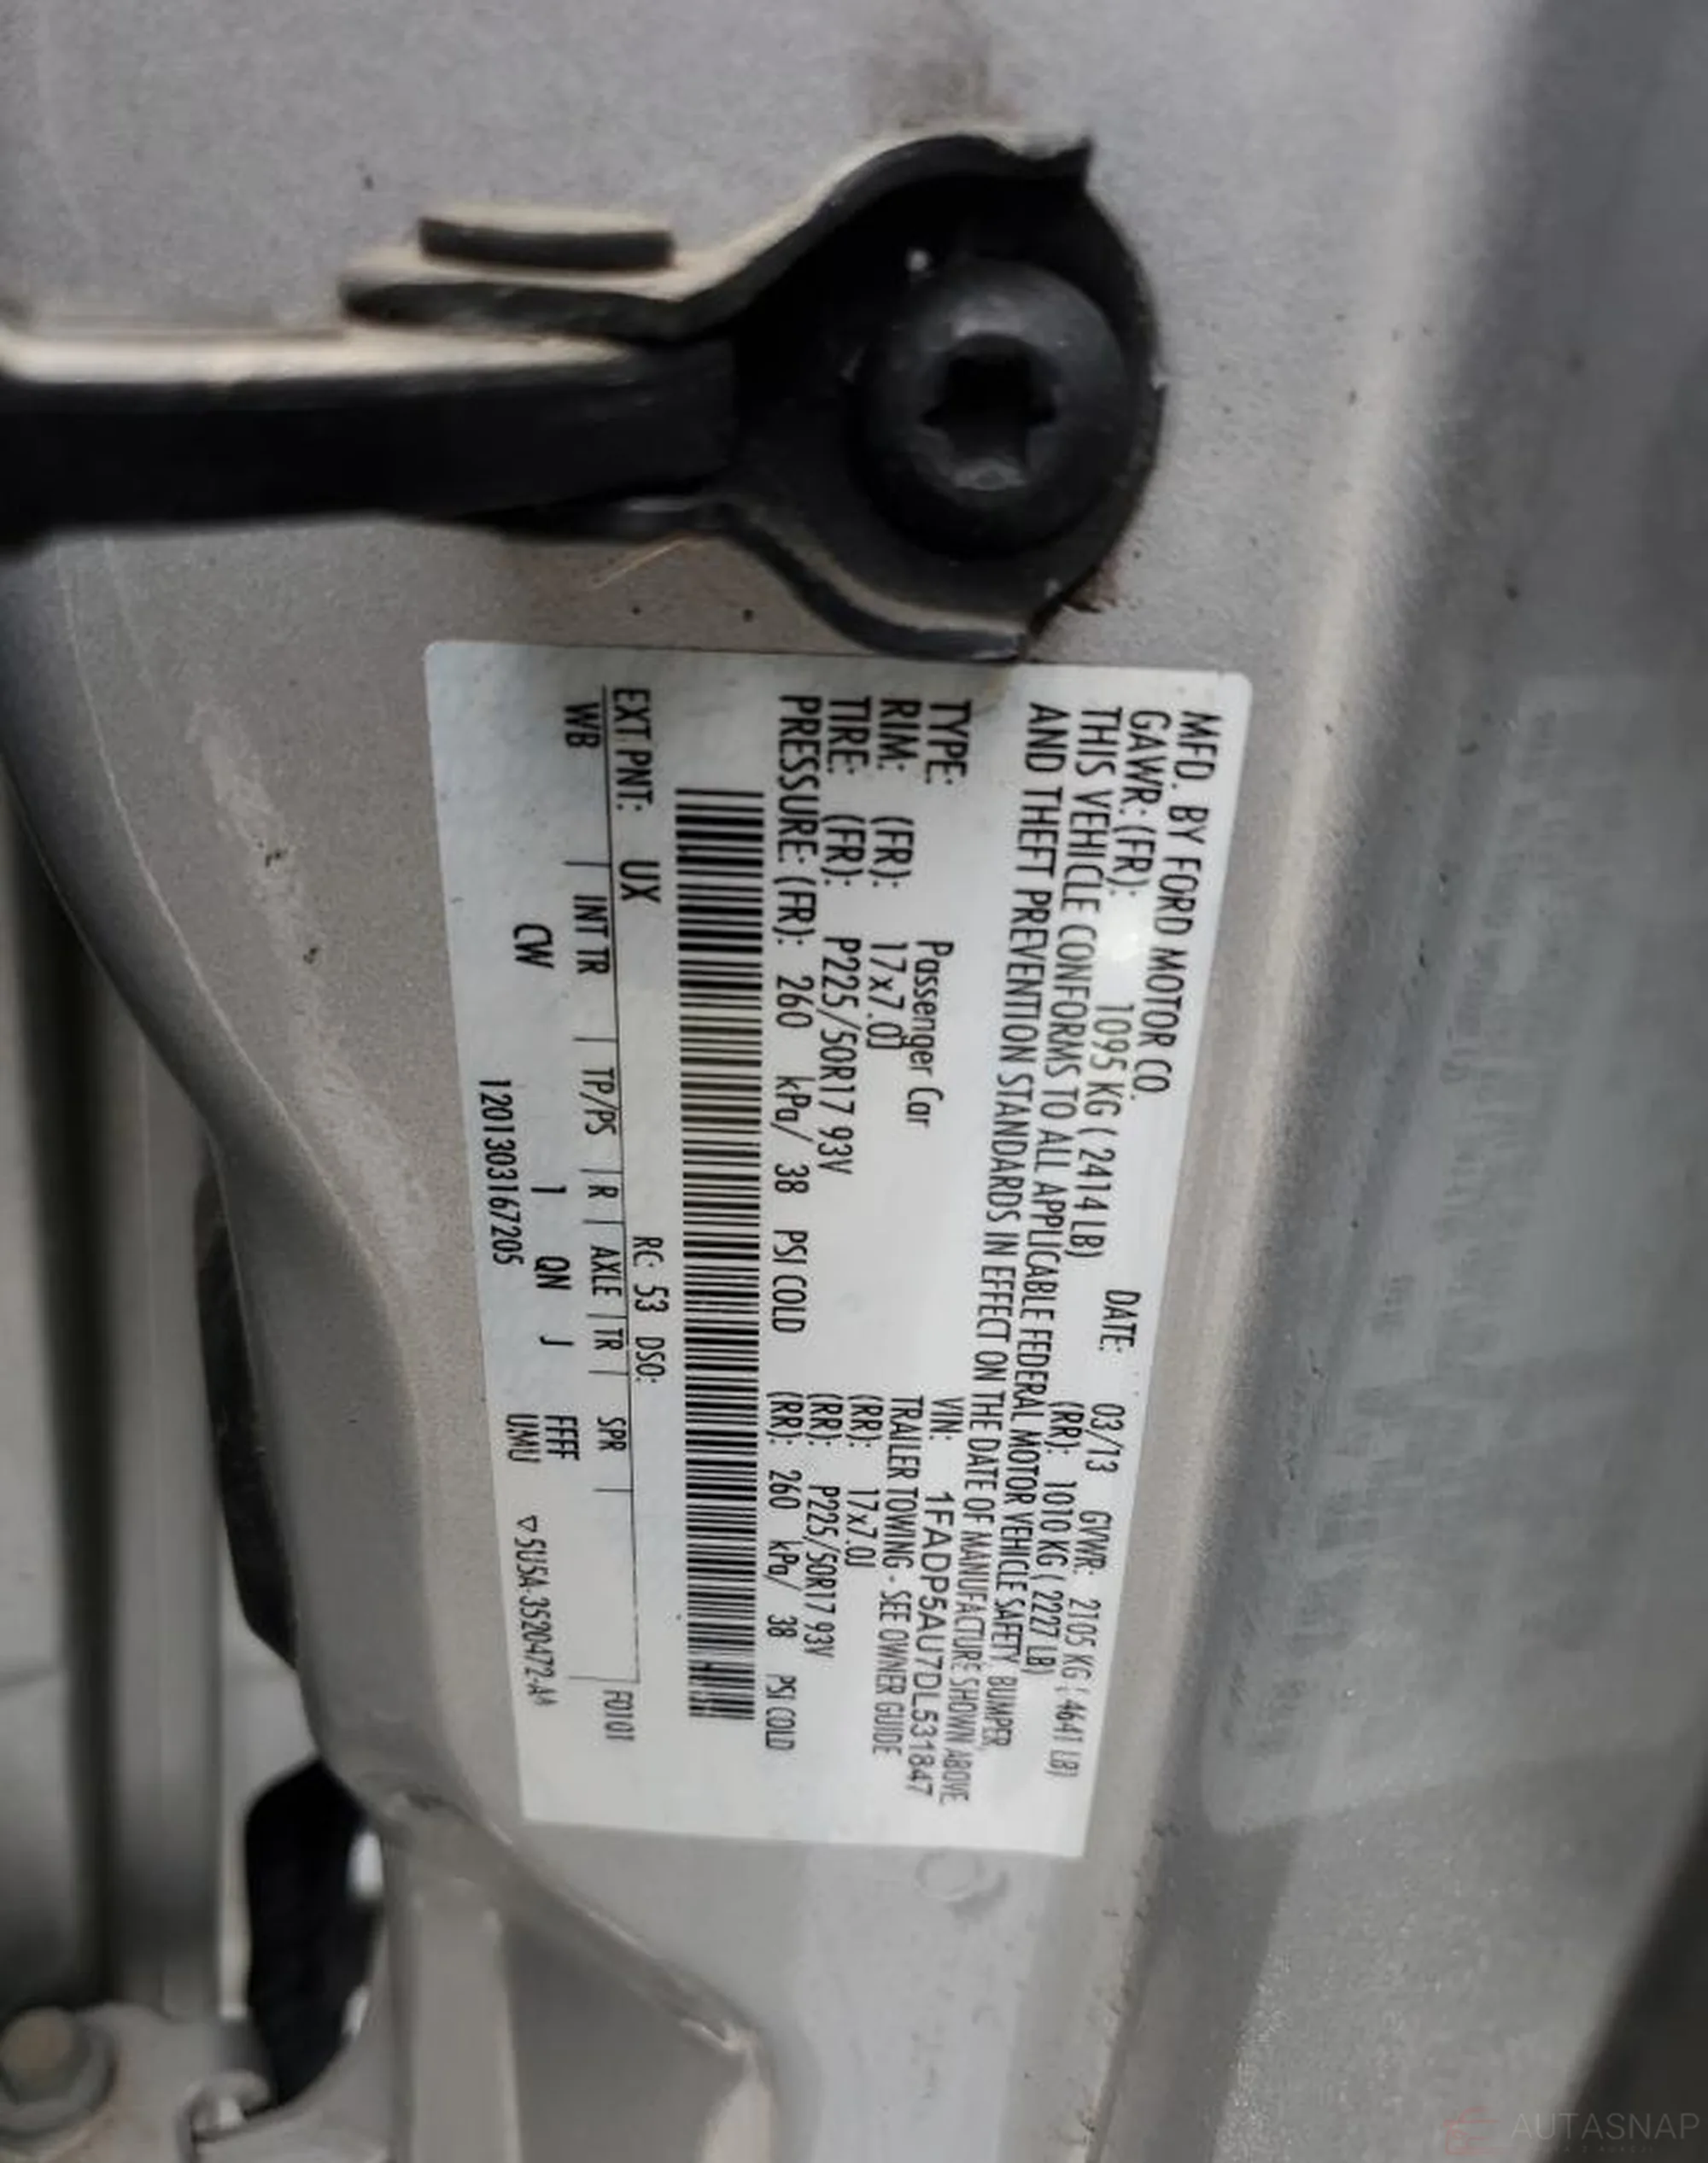 MFD. BY FORD MOTOR CO.
DATE: 03/13 GVWR: 2105 KG ( 4641 LB)
GAWR: (FR): 1095 KG ( 2414 LB) (RR): 1010 KG ( 2227 LB)
THIS VEHICLE CONFORMS TO ALL APPLICABLE FEDERAL MOTOR VEHICLE SAFETY, BUMPER,
AND THEFT PREVENTION STANDARDS IN EFFECT ON THE DATE OF MANUFACTURE SHOWN ABOVE.
VIN: 1FADP5AU7DL531847
TYPE: Passenger Car TRAILER TOWING - SEE OWNER GUIDE
RIM: (FR): 17x7.0J (RR): 17x7.0J
TIRE: (FR): P225/50R17 93V (RR): P225/50R17 93V
PRESSURE: (FR): 260 kPa/ 38 PSI COLD (RR): 260 kPa/ 38 PSI COLD
EXT PNT: UX RC: 53 DSO:
WB | INT TR | TP/PS | R | AXLE | TR | SPR | F0101
CW 1 QN J FFFF
1201303167205 UMU ▽5U5A-3520472-AA
AUTASNAP